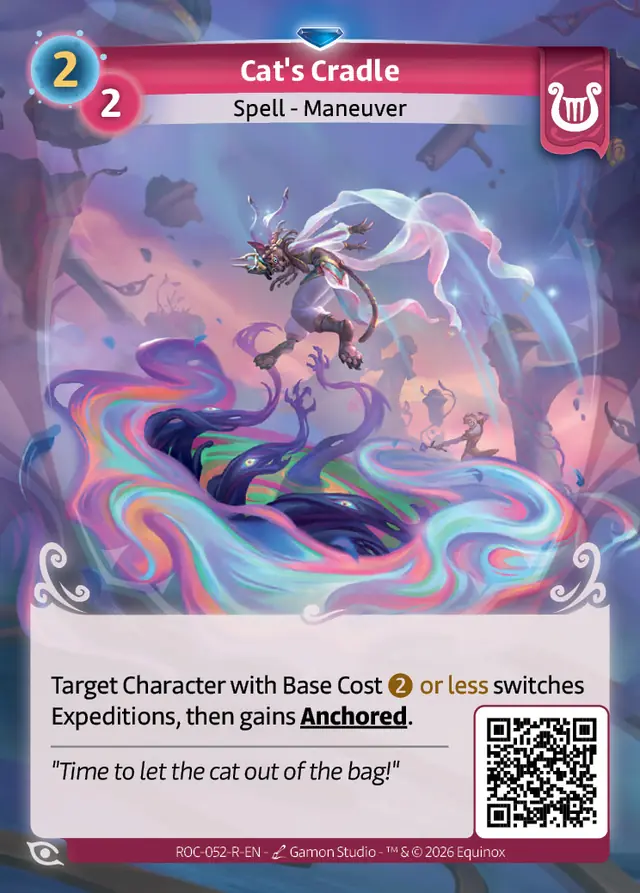 2
Cat's Cradle
2
Spell - Maneuver
Target Character with Base Cost 2 or less switches
Expeditions, then gains Anchored.
"Time to let the cat out of the bag!"
ROC-052-R-EN - Gamon Studio - ™ & © 2026 Equinox